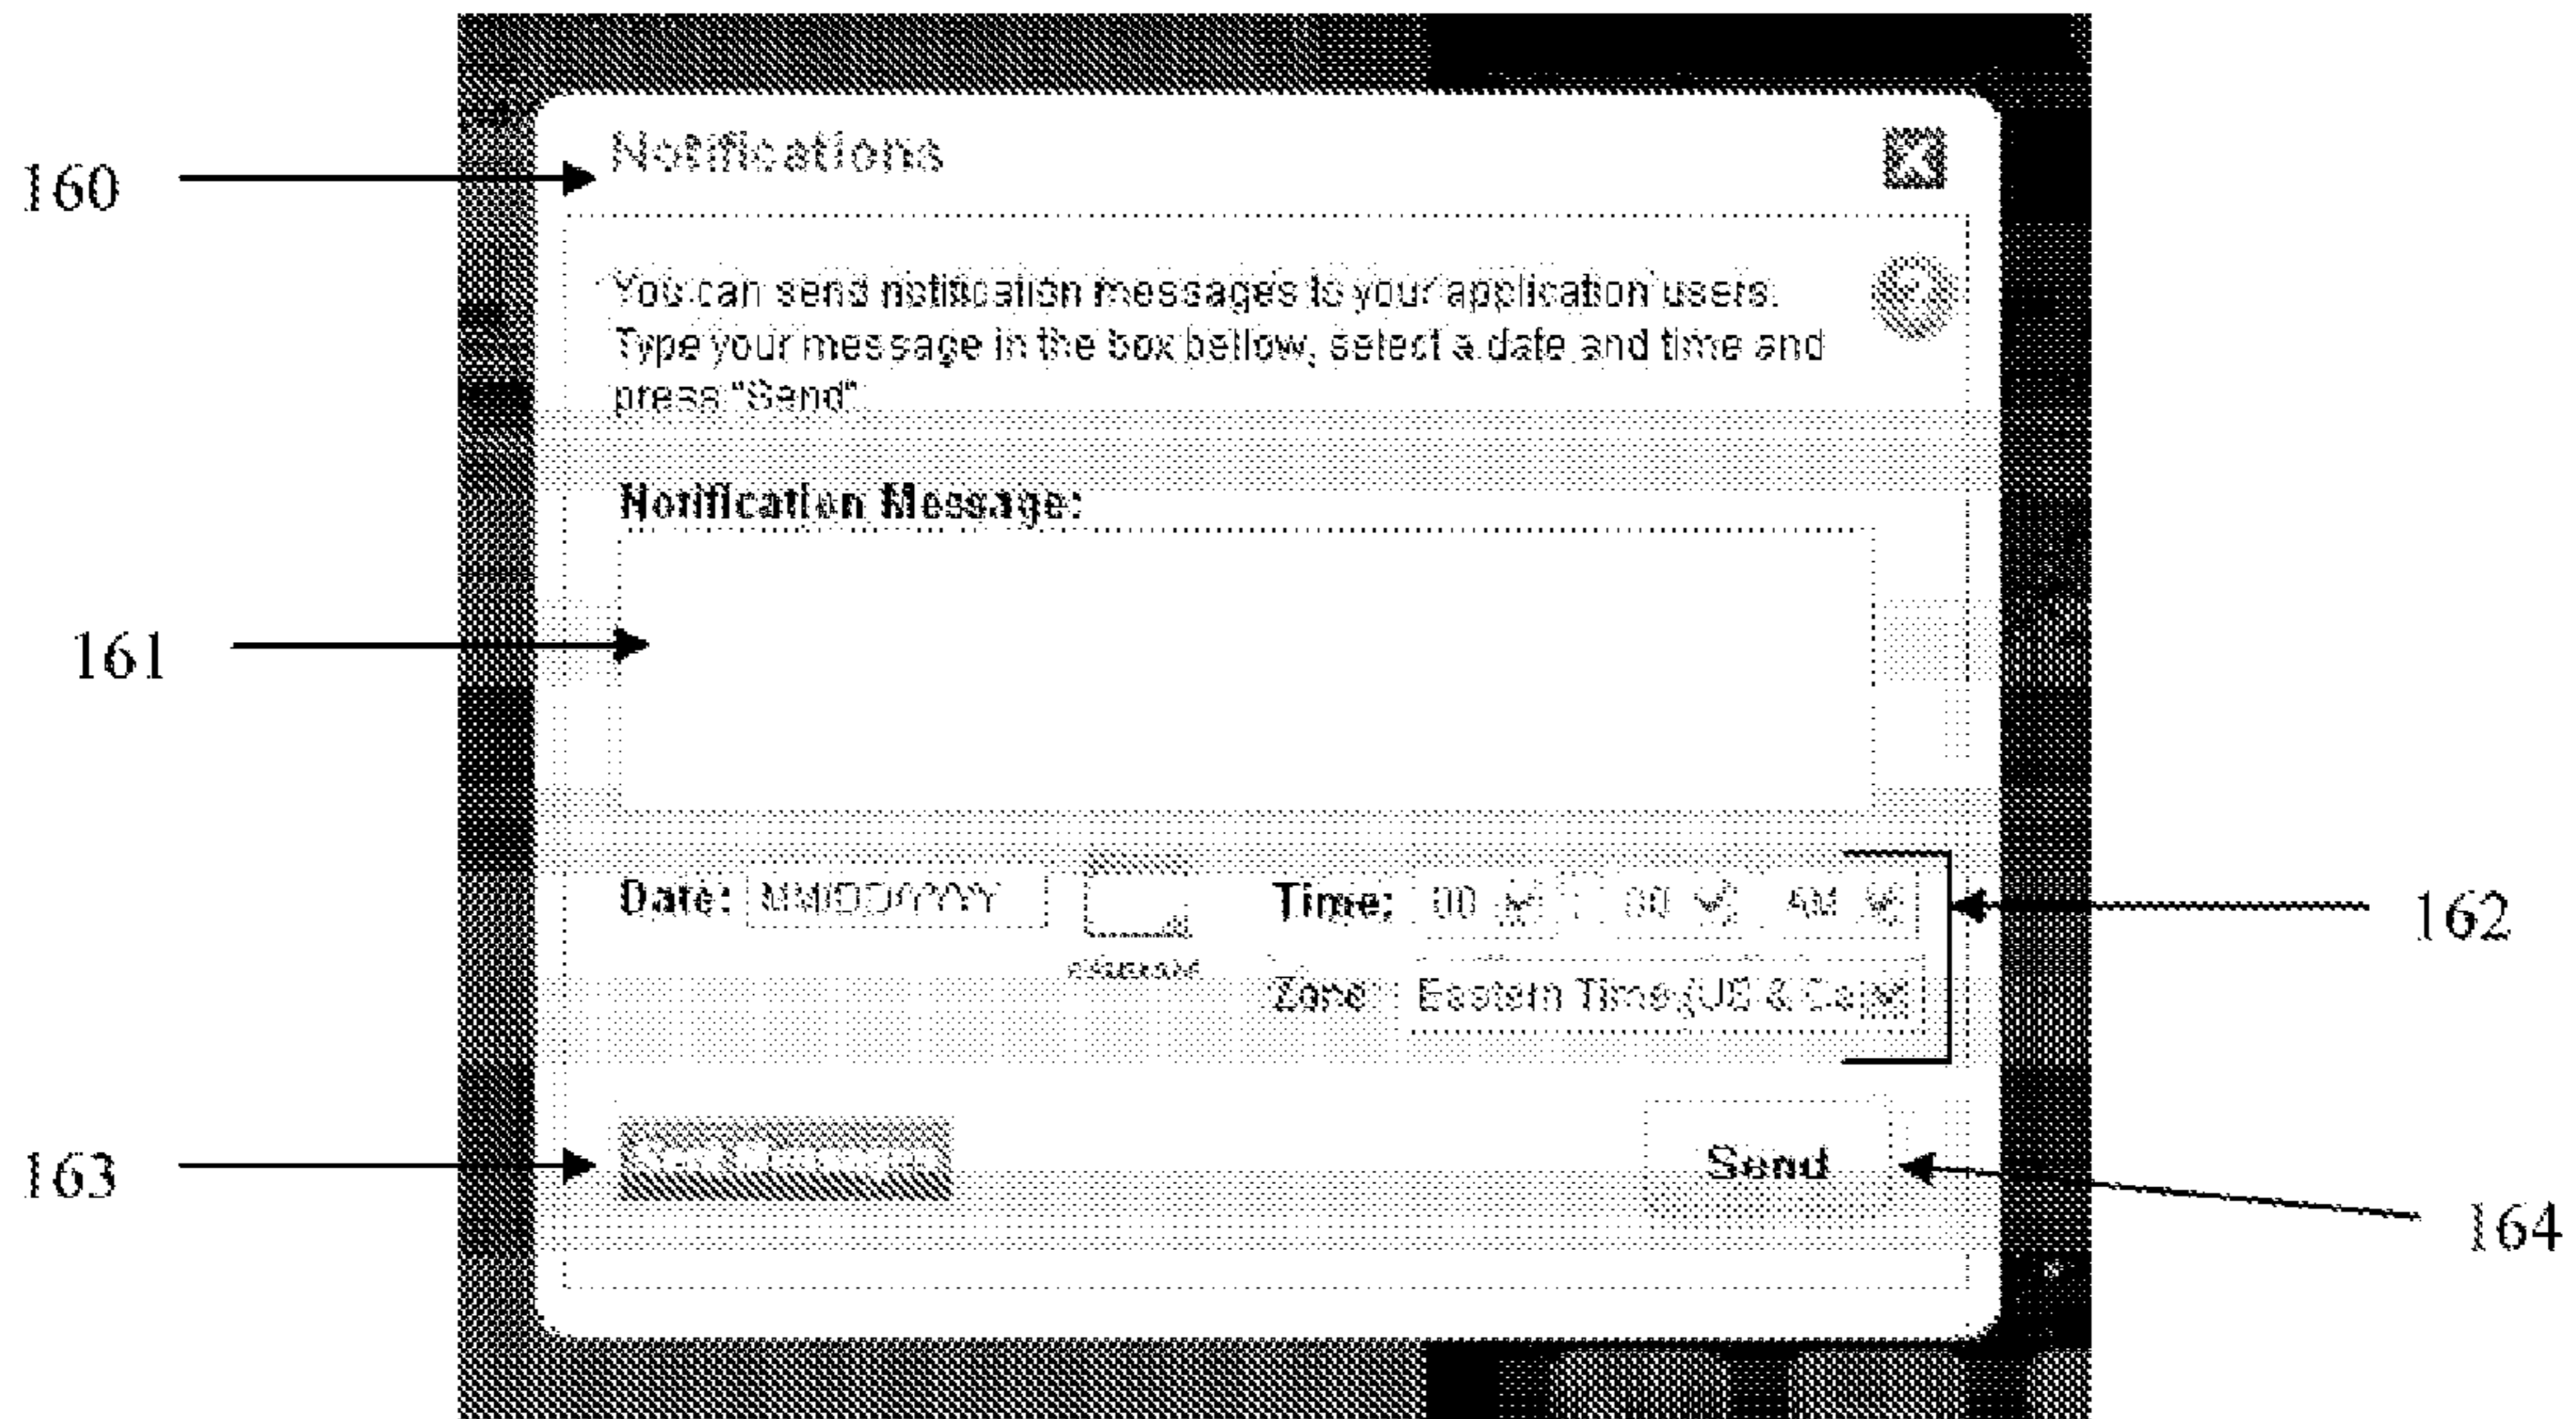 160
Notifications
You can send notification messages to your application users.
Type your message in the box bellow, select a date and time and
press "Send"
Notification Message:
161
Date: MM/DD/YYYY
Time: 00 : 00 AM
162
Zone Eastern Time (US & Ca
163
Send
164